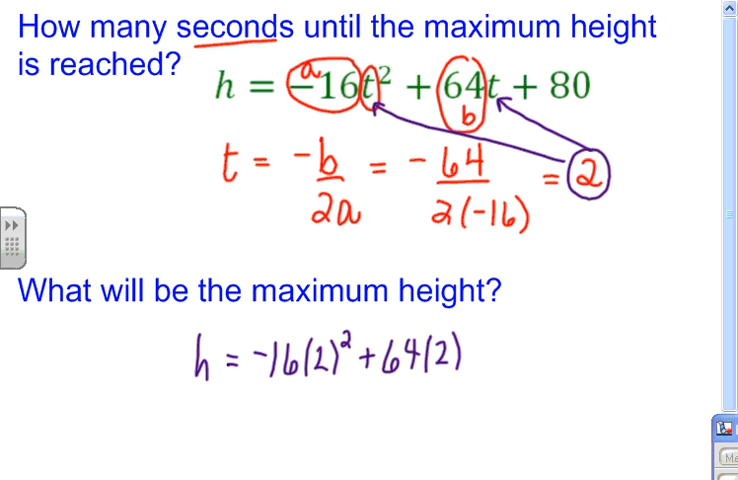 How many seconds until the maximum height
is reached?
a
h = −16t² + 64t + 80
b
t = -b/2a = -64/2(-16) = 2
What will be the maximum height?
h = -16(2)² + 64(2)